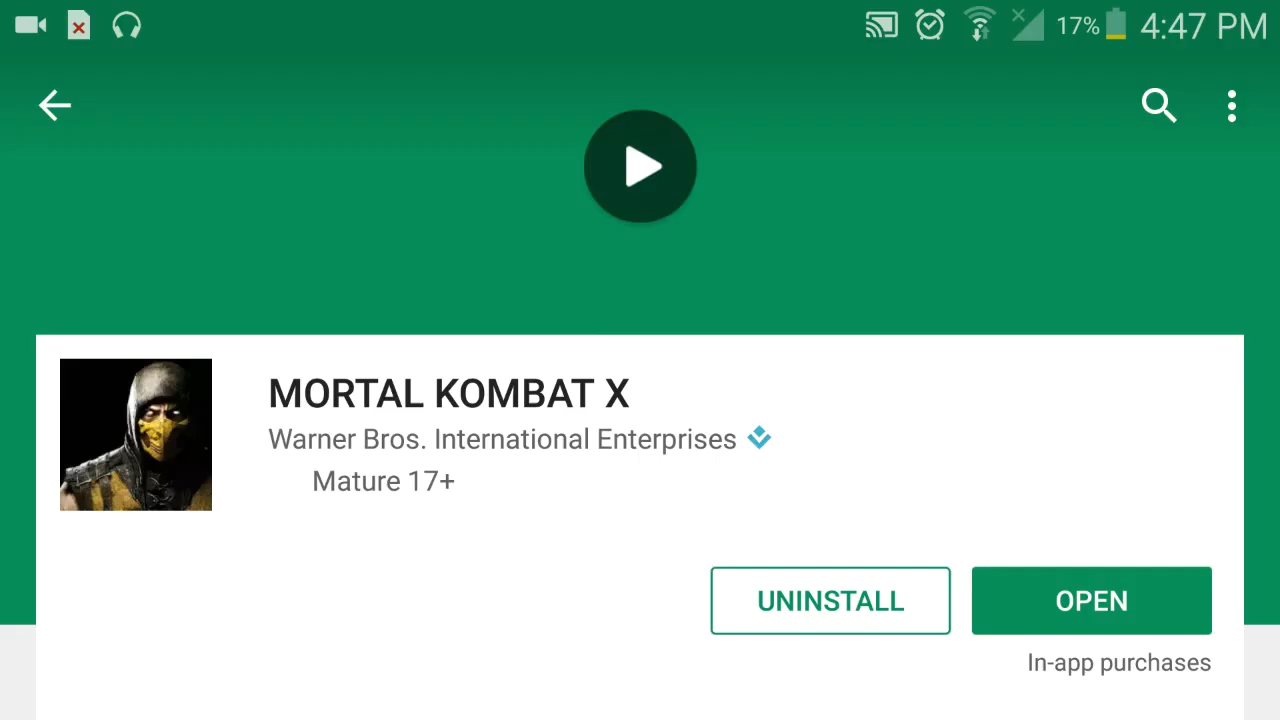 17% 4:47 PM
MORTAL KOMBAT X
Warner Bros. International Enterprises
Mature 17+
UNINSTALL OPEN
In-app purchases